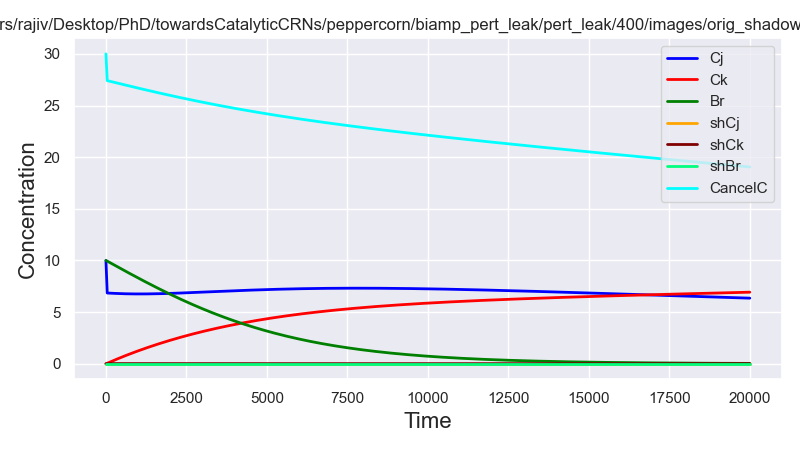 rs/rajiv/Desktop/PhD/towardsCatalyticCRNs/peppercorn/biamp_pert_leak/pert_leak/400/images/orig_shadow
30
25
20
15
10
5
0
Concentration
0 2500 5000 7500 10000 12500 15000 17500 20000
Time
Cj
Ck
Br
shCj
shCk
shBr
CancelC